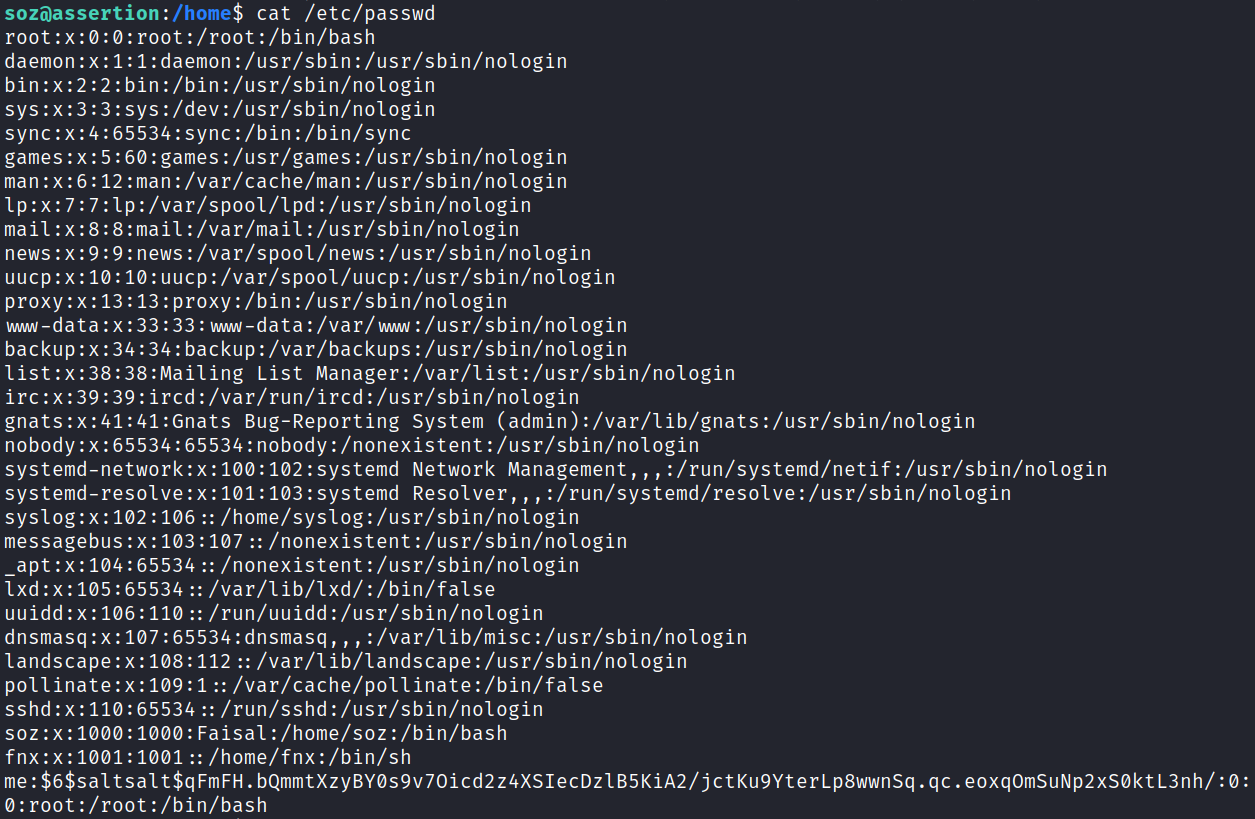 soz@assertion:/home$ cat /etc/passwd
root:x:0:0:root:/root:/bin/bash
daemon:x:1:1:daemon:/usr/sbin:/usr/sbin/nologin
bin:x:2:2:bin:/bin:/usr/sbin/nologin
sys:x:3:3:sys:/dev:/usr/sbin/nologin
sync:x:4:65534:sync:/bin:/bin/sync
games:x:5:60:games:/usr/games:/usr/sbin/nologin
man:x:6:12:man:/var/cache/man:/usr/sbin/nologin
lp:x:7:7:lp:/var/spool/lpd:/usr/sbin/nologin
mail:x:8:8:mail:/var/mail:/usr/sbin/nologin
news:x:9:9:news:/var/spool/news:/usr/sbin/nologin
uucp:x:10:10:uucp:/var/spool/uucp:/usr/sbin/nologin
proxy:x:13:13:proxy:/bin:/usr/sbin/nologin
www-data:x:33:33:www-data:/var/www:/usr/sbin/nologin
backup:x:34:34:backup:/var/backups:/usr/sbin/nologin
list:x:38:38:Mailing List Manager:/var/list:/usr/sbin/nologin
irc:x:39:39:ircd:/var/run/ircd:/usr/sbin/nologin
gnats:x:41:41:Gnats Bug-Reporting System (admin):/var/lib/gnats:/usr/sbin/nologin
nobody:x:65534:65534:nobody:/nonexistent:/usr/sbin/nologin
systemd-network:x:100:102:systemd Network Management,,,:/run/systemd/netif:/usr/sbin/nologin
systemd-resolve:x:101:103:systemd Resolver,,,:/run/systemd/resolve:/usr/sbin/nologin
syslog:x:102:106::/home/syslog:/usr/sbin/nologin
messagebus:x:103:107::/nonexistent:/usr/sbin/nologin
_apt:x:104:65534::/nonexistent:/usr/sbin/nologin
lxd:x:105:65534::/var/lib/lxd/:/bin/false
uuidd:x:106:110::/run/uuidd:/usr/sbin/nologin
dnsmasq:x:107:65534:dnsmasq,,,:/var/lib/misc:/usr/sbin/nologin
landscape:x:108:112::/var/lib/landscape:/usr/sbin/nologin
pollinate:x:109:1::/var/cache/pollinate:/bin/false
sshd:x:110:65534::/run/sshd:/usr/sbin/nologin
soz:x:1000:1000:Faisal:/home/soz:/bin/bash
fnx:x:1001:1001::/home/fnx:/bin/sh
me:$6$saltsalt$qFmFH.bQmmtXzyBY0s9v7Oicd2z4XSIecDzlB5KiA2/jctKu9YterLp8wwnSq.qc.eoxqOmSuNp2xS0ktL3nh/:0:
0:root:/root:/bin/bash